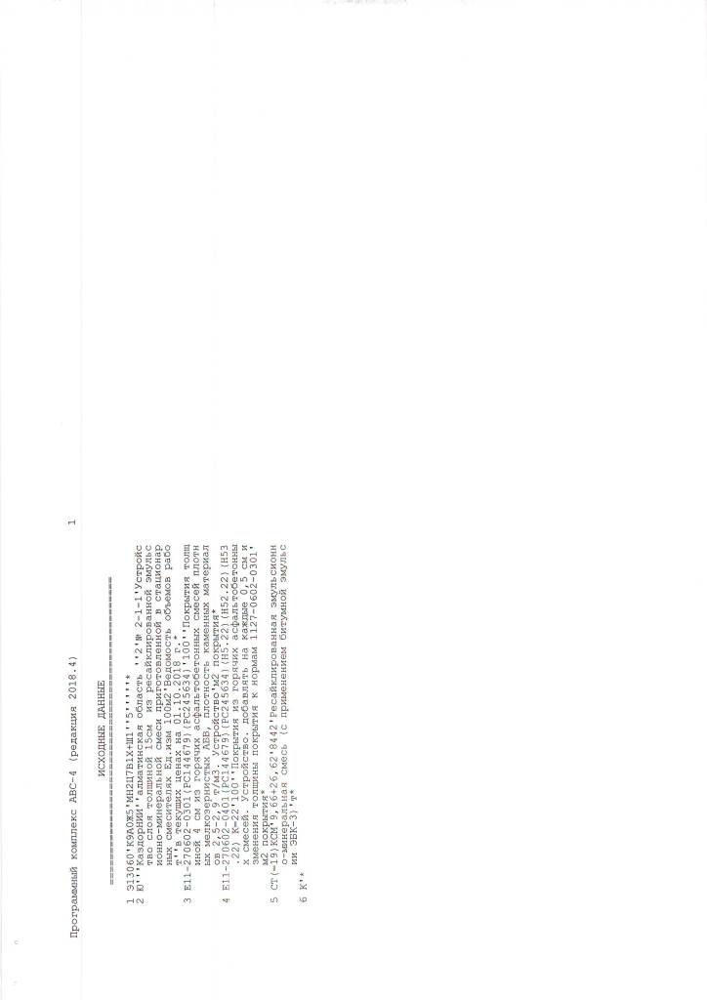 Программный комплекс АВС-4 (редакция 2018.4) 1
ИСХОДНЫЕ ДАННЫЕ
==================================================
1 Э13060'К9А0Ж5'МН2Ц7В1Х+Ш1''5'''''*
2 Ю'''КаздорНИИ''алматинская область ''2'№ 2-1-1'Устройс
тво слоя толщиной 15см из ресайклированной эмульс
ионно-минеральной смеси приготовленной в стационар
ных смесителях Ед.изм 100м2'Ведомость объемов рабо
т''в текущих ценах на 01.10.2018 г.*
3 Е11-270602-0301(РС144679)(РС245634)'100''Покрытия толщ
иной 4 см из горячих асфальтобетонных смесей плотн
ых мелкозернистых АБВ, плотность каменных материал
ов 2,5-2,9 т/м3. Устройство'м2 покрытия*
4 Е11-270602-0401(РС144679)(РС245634)(Н5.22)(Н52.22)(Н53
.22) К=22'100''Покрытия из горячих асфальтобетонны
х смесей. Устройство. добавлять на каждые 0,5 см и
зменения толщины покрытия к нормам 1127-0602-0301'
м2 покрытия*
5 СТ(=19)КСМ'9,66+26,62'8442'Ресайклированная эмульсионн
о-минеральная смесь (с применением битумной эмульс
ии ЭБК-3)'т*
6 К'*